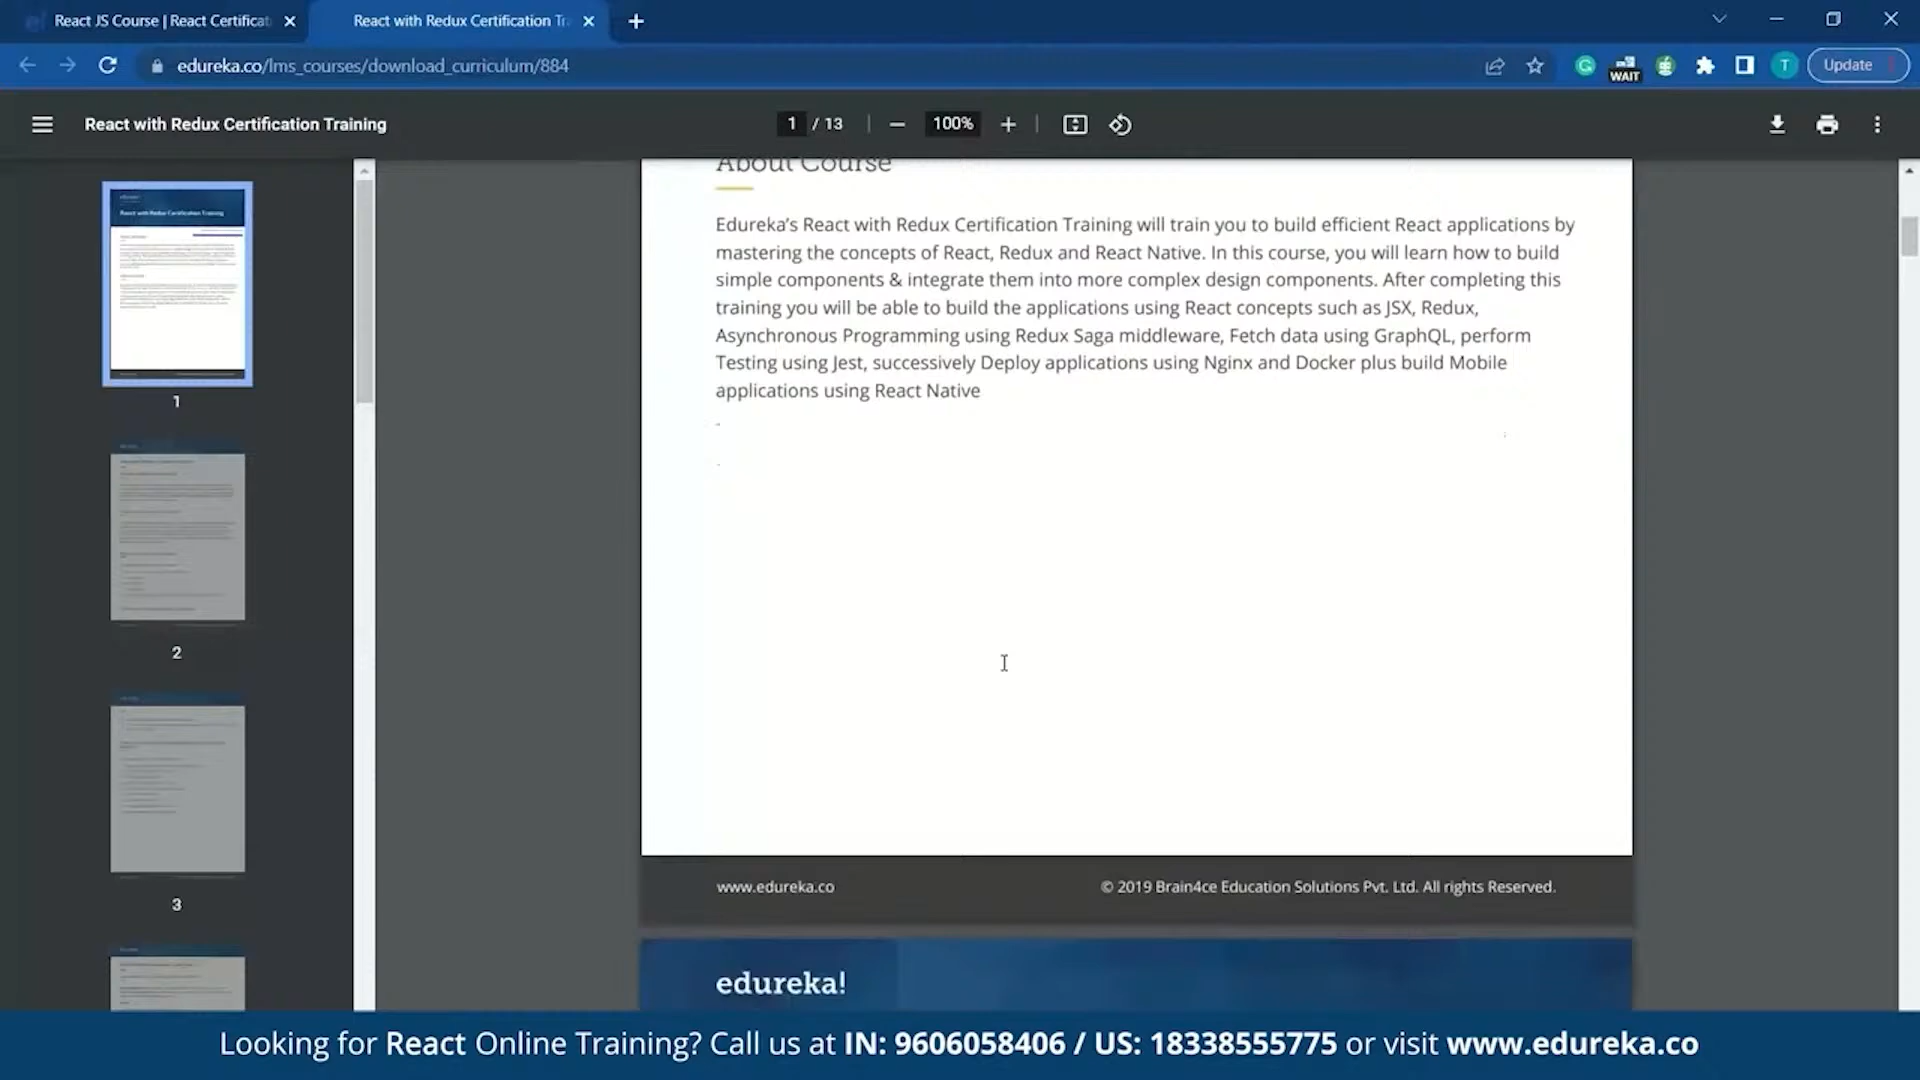 React JS Course | React Certificat
React with Redux Certification Tr
edureka.co/lms_courses/download_curriculum/884
WAIT
T
Update
React with Redux Certification Training
1 / 13
100%
About Course
Edureka's React with Redux Certification Training will train you to build efficient React applications by
mastering the concepts of React, Redux and React Native. In this course, you will learn how to build
simple components & integrate them into more complex design components. After completing this
training you will be able to build the applications using React concepts such as JSX, Redux,
Asynchronous Programming using Redux Saga middleware, Fetch data using GraphQL, perform
Testing using Jest, successively Deploy applications using Nginx and Docker plus build Mobile
applications using React Native
1
2
3
www.edureka.co
© 2019 Brain4ce Education Solutions Pvt. Ltd. All rights Reserved.
edureka!
Looking for React Online Training? Call us at IN: 9606058406 / US: 18338555775 or visit www.edureka.co